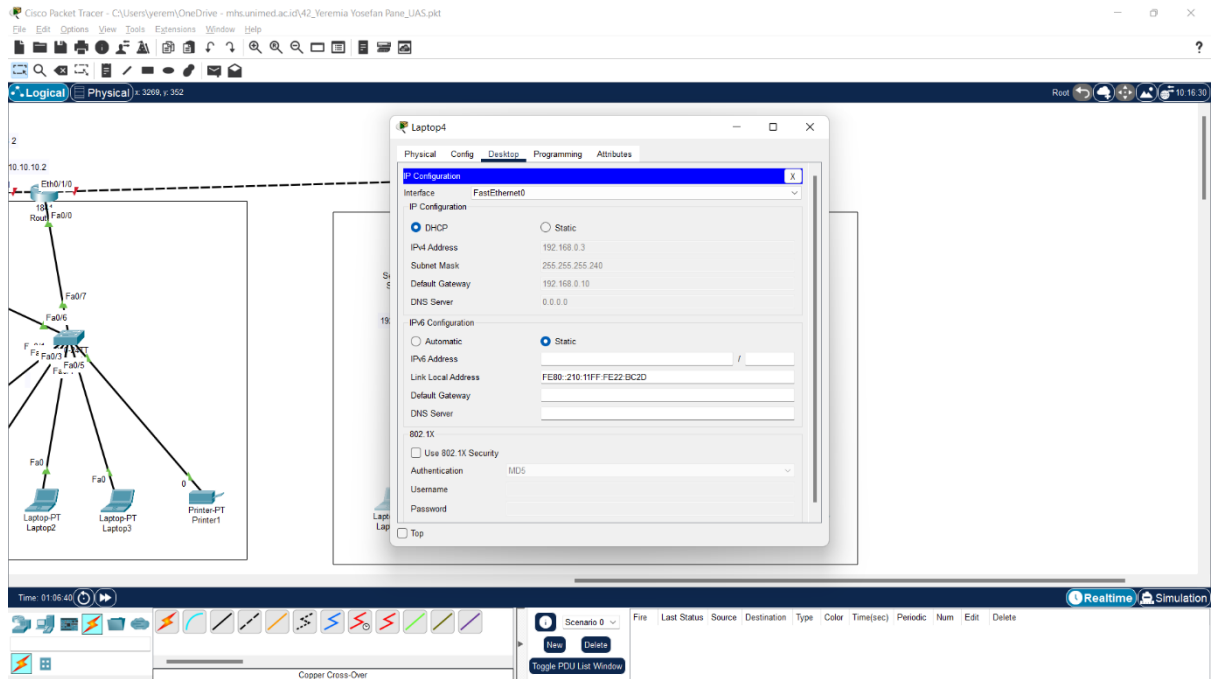 Cisco Packet Tracer - C:\Users\yerem\OneDrive - mhs.unimed.ac.id\42_Yeremia Yosefan Pane_UAS.pkt
File Edit Options View Tools Extensions Window Help
?
Logical Physical x: 3269, y: 352
Root 10:16:30
2
10.10.10.2
Eth0/1/0
Fa0/0
Fa0/7
Fa0/6
Fa0/3
Fa0/5
Fa0
Fa0
0
Laptop-PT
Laptop2
Laptop-PT
Laptop3
Printer-PT
Printer1
Laptop4
Physical Config Desktop Programming Attributes
IP Configuration X
Interface FastEthernet0
IP Configuration
DHCP Static
IPv4 Address 192.168.0.3
Subnet Mask 255.255.255.240
Default Gateway 192.168.0.10
DNS Server 0.0.0.0
IPv6 Configuration
Automatic Static
IPv6 Address /
Link Local Address FE80::210:11FF:FE22:BC2D
Default Gateway
DNS Server
802.1X
Use 802.1X Security
Authentication MD5
Username
Password
Top
Time: 01:06:40
Realtime Simulation
Scenario 0
New Delete
Toggle PDU List Window
Fire Last Status Source Destination Type Color Time(sec) Periodic Num Edit Delete
Copper Cross-Over